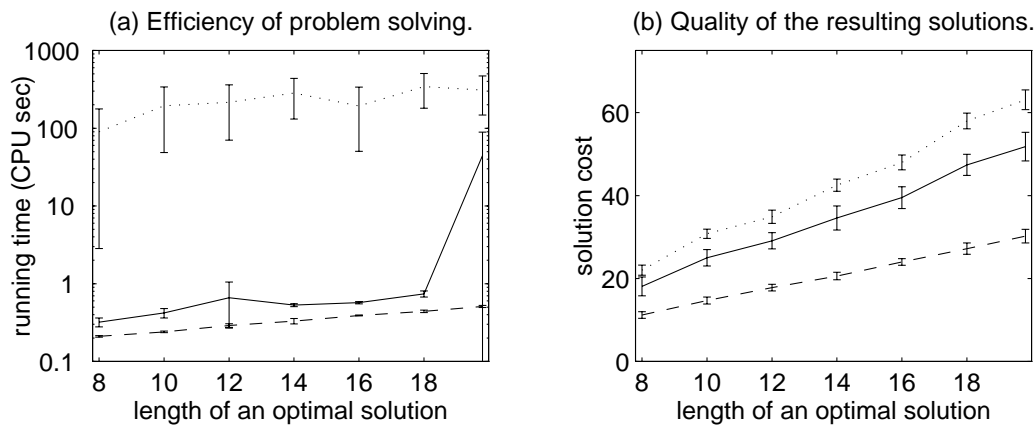 (a) Efficiency of problem solving.
1000
100
10
1
0.1
running time (CPU sec)
8 10 12 14 16 18
length of an optimal solution
(b) Quality of the resulting solutions.
60
40
20
0
solution cost
8 10 12 14 16 18
length of an optimal solution